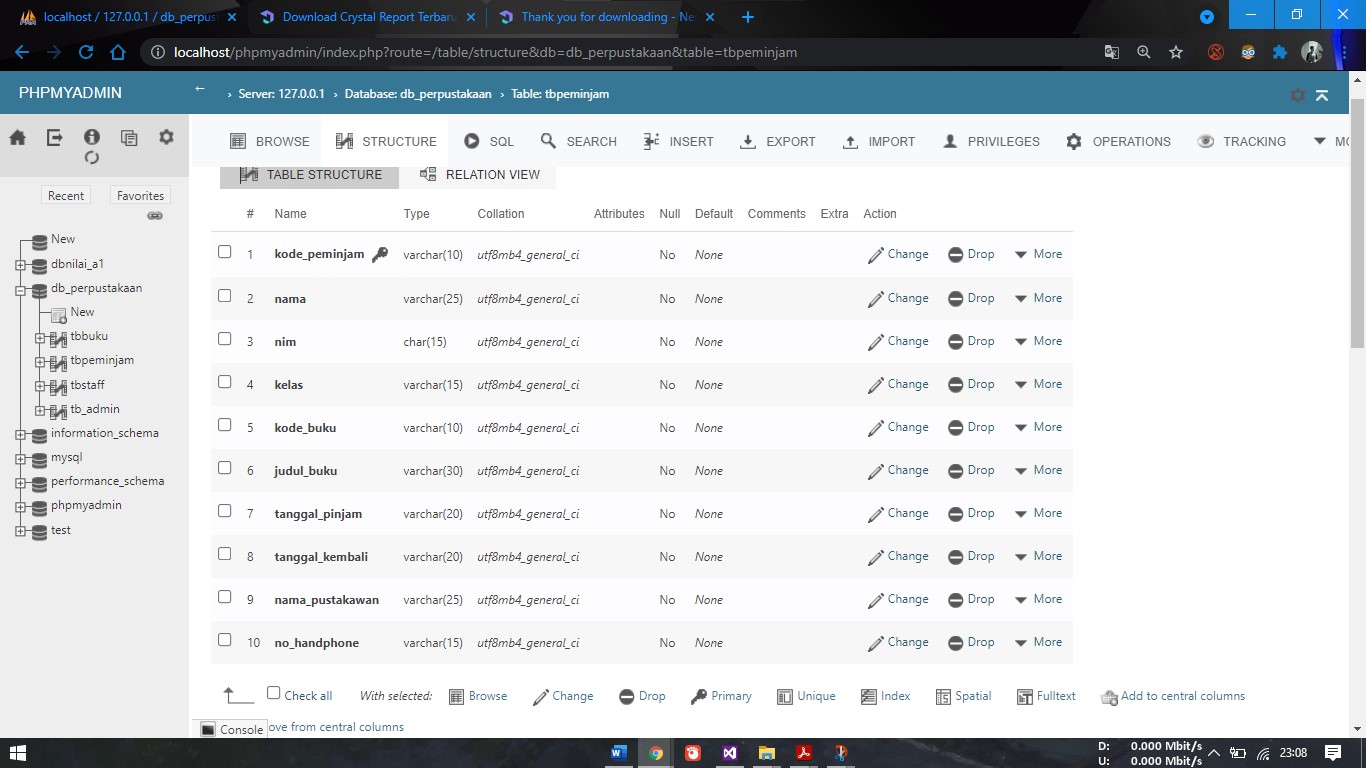 localhost / 127.0.0.1 / db_perpus
Download Crystal Report Terbaru
Thank you for downloading - Ne
localhost/phpmyadmin/index.php?route=/table/structure&db=db_perpustakaan&table=tbpeminjam
PHPMYADMIN
Server: 127.0.0.1 › Database: db_perpustakaan › Table: tbpeminjam
BROWSE STRUCTURE SQL SEARCH INSERT EXPORT IMPORT PRIVILEGES OPERATIONS TRACKING MO
TABLE STRUCTURE RELATION VIEW
Recent Favorites
New
dbnilai_a1
db_perpustakaan
New
tbbuku
tbpeminjam
tbstaff
tb_admin
information_schema
mysql
performance_schema
phpmyadmin
test
# Name Type Collation Attributes Null Default Comments Extra Action
1 kode_peminjam varchar(10) utf8mb4_general_ci No None Change Drop More
2 nama varchar(25) utf8mb4_general_ci No None Change Drop More
3 nim char(15) utf8mb4_general_ci No None Change Drop More
4 kelas varchar(15) utf8mb4_general_ci No None Change Drop More
5 kode_buku varchar(10) utf8mb4_general_ci No None Change Drop More
6 judul_buku varchar(30) utf8mb4_general_ci No None Change Drop More
7 tanggal_pinjam varchar(20) utf8mb4_general_ci No None Change Drop More
8 tanggal_kembali varchar(20) utf8mb4_general_ci No None Change Drop More
9 nama_pustakawan varchar(25) utf8mb4_general_ci No None Change Drop More
10 no_handphone varchar(15) utf8mb4_general_ci No None Change Drop More
Check all With selected: Browse Change Drop Primary Unique Index Spatial Fulltext Add to central columns
Console ove from central columns
D: 0.000 Mbit/s
U: 0.000 Mbit/s
23:08